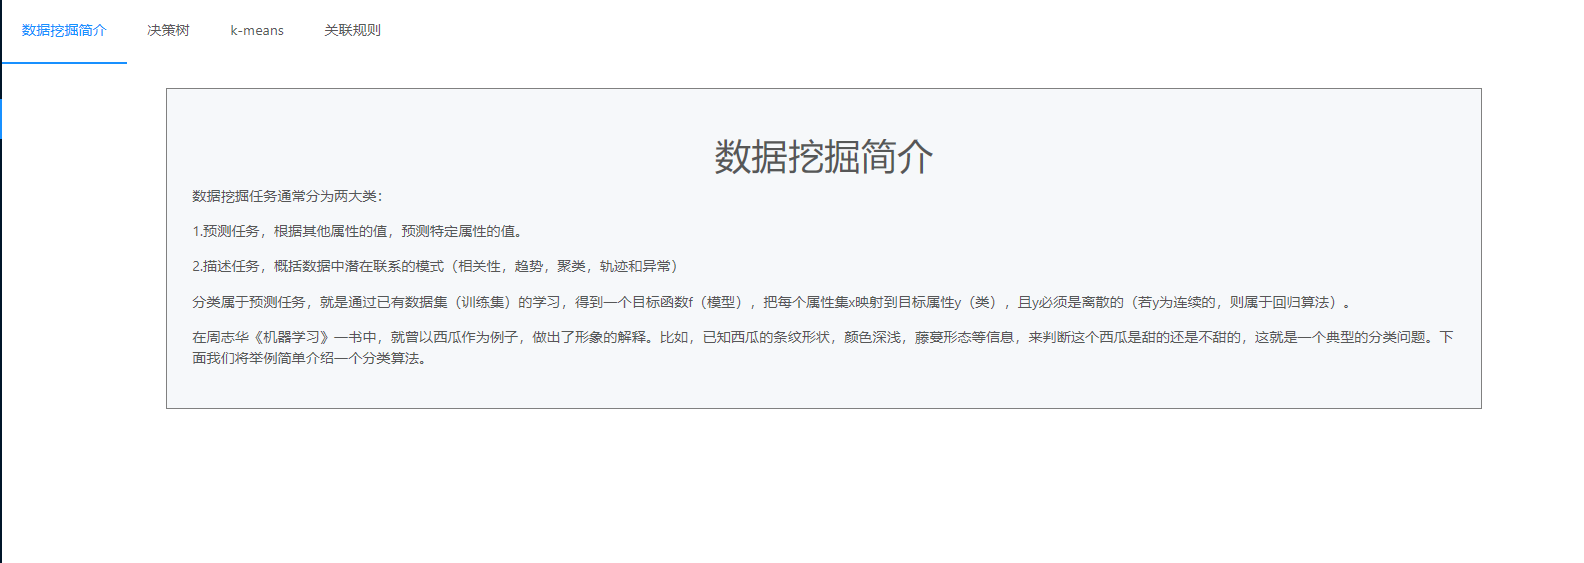 数据挖掘简介 决策树 k-means 关联规则
数据挖掘简介
数据挖掘任务通常分为两大类：
1.预测任务，根据其他属性的值，预测特定属性的值。
2.描述任务，概括数据中潜在联系的模式（相关性，趋势，聚类，轨迹和异常）
分类属于预测任务，就是通过已有数据集（训练集）的学习，得到一个目标函数f（模型），把每个属性集x映射到目标属性y（类），且y必须是离散的（若y为连续的，则属于回归算法）。
在周志华《机器学习》一书中，就曾以西瓜作为例子，做出了形象的解释。比如，已知西瓜的条纹形状，颜色深浅，藤蔓形态等信息，来判断这个西瓜是甜的还是不甜的，这就是一个典型的分类问题。下
面我们将举例简单介绍一个分类算法。